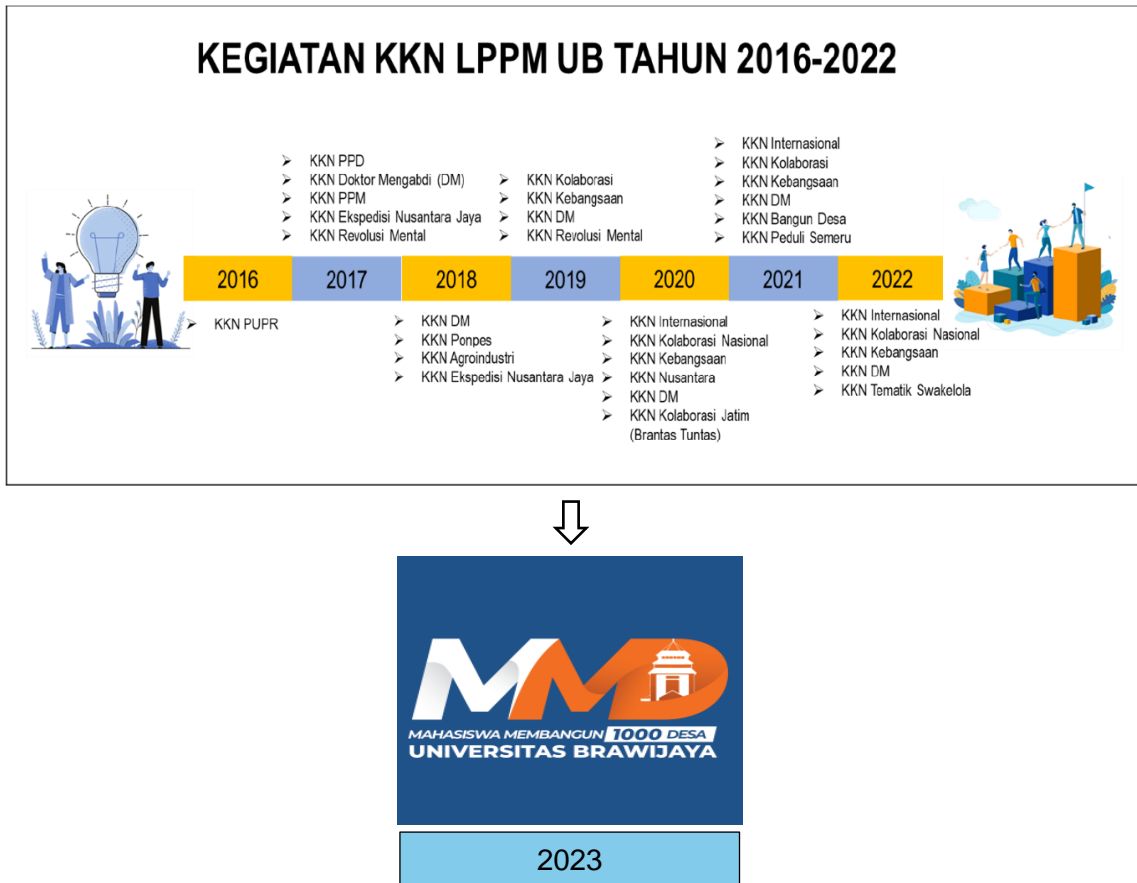 KEGIATAN KKN LPPM UB TAHUN 2016-2022
➢ KKN PPD
➢ KKN Doktor Mengabdi (DM)
➢ KKN PPM
➢ KKN Ekspedisi Nusantara Jaya
➢ KKN Revolusi Mental
➢ KKN Kolaborasi
➢ KKN Kebangsaan
➢ KKN DM
➢ KKN Revolusi Mental
➢ KKN Internasional
➢ KKN Kolaborasi
➢ KKN Kebangsaan
➢ KKN DM
➢ KKN Bangun Desa
➢ KKN Peduli Semeru
2016 2017 2018 2019 2020 2021 2022
➢ KKN PUPR
➢ KKN DM
➢ KKN Ponpes
➢ KKN Agroindustri
➢ KKN Ekspedisi Nusantara Jaya
➢ KKN Internasional
➢ KKN Kolaborasi Nasional
➢ KKN Kebangsaan
➢ KKN Nusantara
➢ KKN DM
➢ KKN Kolaborasi Jatim
(Brantas Tuntas)
➢ KKN Internasional
➢ KKN Kolaborasi Nasional
➢ KKN Kebangsaan
➢ KKN DM
➢ KKN Tematik Swakelola
MMD
MAHASISWA MEMBANGUN 1000 DESA
UNIVERSITAS BRAWIJAYA
2023